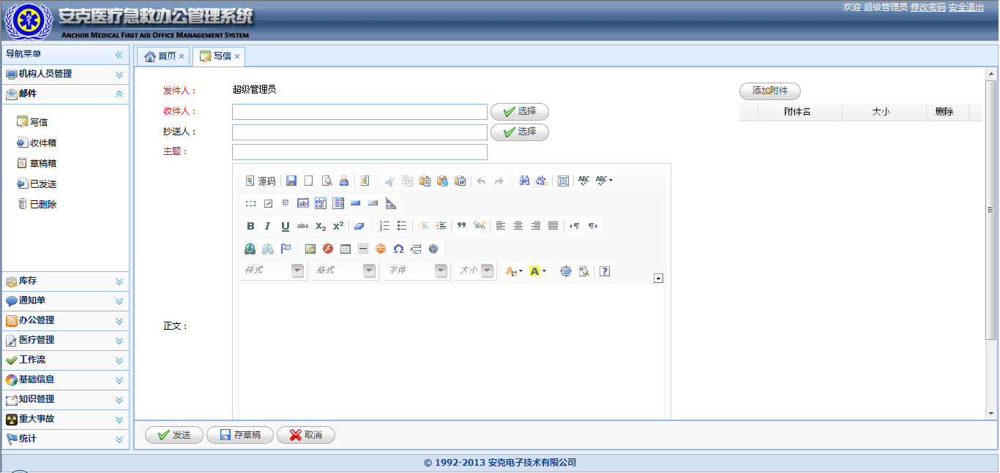 安克医疗急救办公管理系统
ANCHOR MEDICAL FIRST AID OFFICE MANAGEMENT SYSTEM
欢迎 超级管理员 修改密码 安全退出
导航菜单
机构人员管理
邮件
写信
收件箱
草稿箱
已发送
已删除
库存
通知单
办公管理
医疗管理
工作流
基础信息
知识管理
重大事故
统计
首页 ×
写信 ×
发件人： 超级管理员
收件人： 选择
抄送人： 选择
主题：
添加附件
附件名 大小 删除
源码
ABC ABC
B I U abc X₂ X²
样式 格式 字体 大小 A A ?
正文：
发送 存草稿 取消
© 1992-2013 安克电子技术有限公司